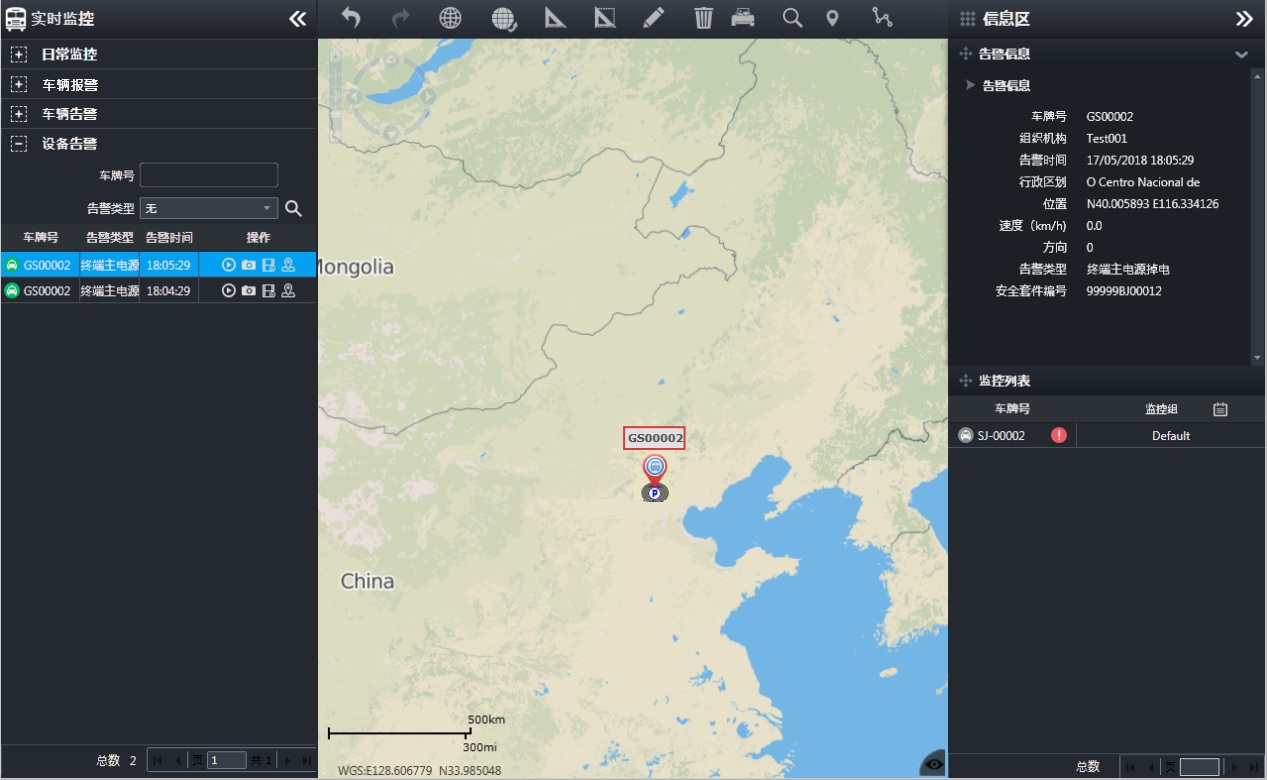 实时监控
日常监控
车辆报警
车辆告警
设备告警
车牌号
告警类型 无
车牌号 告警类型 告警时间 操作
GS00002 终端主电源 18:05:29
GS00002 终端主电源 18:04:29
总数 2 页 1 共 1
ongolia
GS00002
P
China
500km
300mi
WGS:E128.606779 N33.985048
信息区
告警信息
告警信息
车牌号 GS00002
组织机构 Test001
告警时间 17/05/2018 18:05:29
行政区划 O Centro Nacional de
位置 N40.005893 E116.334126
速度（km/h） 0.0
方向 0
告警类型 终端主电源掉电
安全套件编号 99999BJ00012
监控列表
车牌号 监控组
SJ-00002 ! Default
总数 页